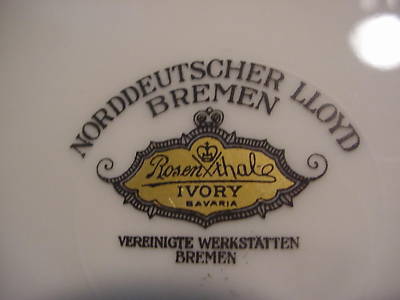 NORDDEUTSCHER LLOYD
BREMEN
Rosenthal
IVORY
BAVARIA
VEREINIGTE WERKSTÄTTEN
BREMEN